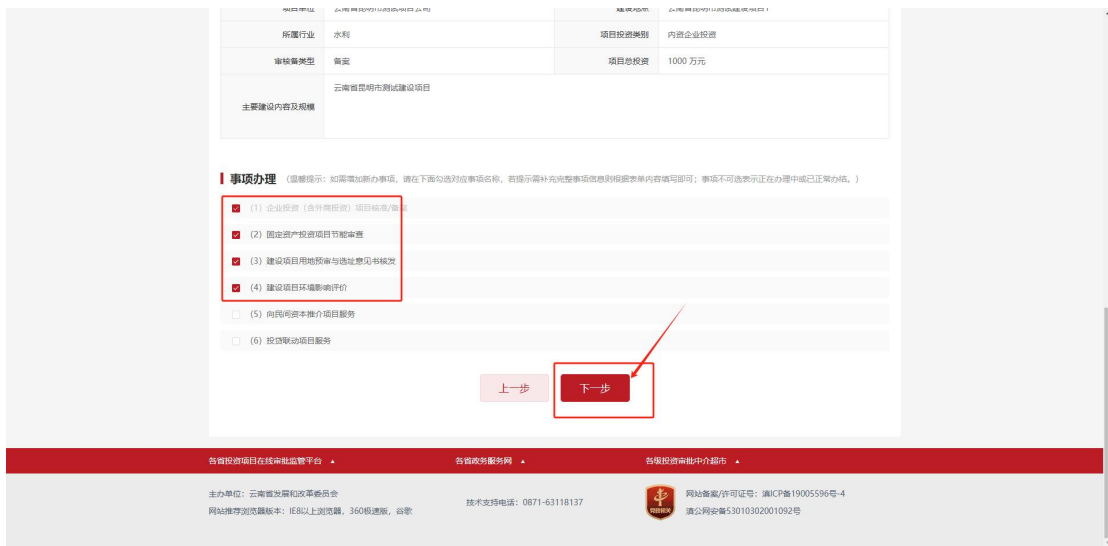 所属行业 水利 项目投资类别 内资企业投资
审核备类型 备案 项目总投资 1000 万元
主要建设内容及规模 云南省昆明市测试建设项目
事项办理 （温馨提示：如需增加新办事项，请在下面勾选对应事项名称，若提示需补充完整事项信息则根据表单内容填写即可；事项不可选表示正在办理中或已正常办结。）
（1）企业投资（含外商投资）项目核准/备案
（2）固定资产投资项目节能审查
（3）建设项目用地预审与选址意见书核发
（4）建设项目环境影响评价
（5）向民间资本推介项目服务
（6）投贷联动项目服务
上一步 下一步
各省投资项目在线审批监管平台 ▲ 各省政务服务网 ▲ 各级投资审批中介超市 ▲
主办单位：云南省发展和改革委员会
网站推荐浏览器版本：IE8以上浏览器，360极速版，谷歌
技术支持电话：0871-63118137
党政机关
网站备案/许可证号：滇ICP备19005596号-4
滇公网安备53010302001092号